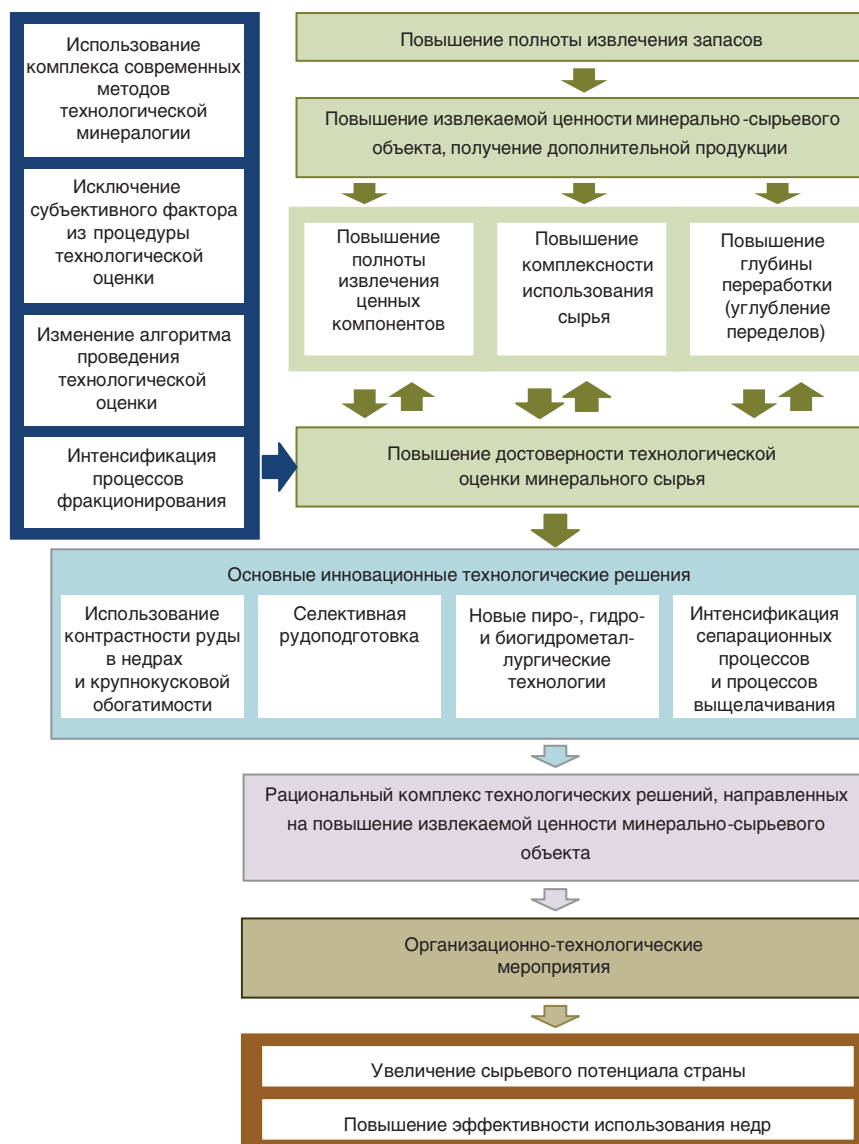 Использование
комплекса современных
методов
технологической
минералогии
Исключение
субъективного фактора
из процедуры
технологической
оценки
Изменение алгоритма
проведения
технологической
оценки
Интенсификация
процессов
фракционирования
Повышение полноты извлечения запасов
Повышение извлекаемой ценности минерально-сырьевого
объекта, получение дополнительной продукции
Повышение
полноты
извлечения
ценных
компонентов
Повышение
комплексности
использования
сырья
Повышение
глубины
переработки
(углубление
переделов)
Повышение достоверности технологической
оценки минерального сырья
Основные инновационные технологические решения
Использование
контрастности руды
в недрах
и крупнокусковой
обогатимости
Селективная
рудоподготовка
Новые пиро-, гидро-
и биогидрометал-
лургические
технологии
Интенсификация
сепарационных
процессов
и процессов
выщелачивания
Рациональный комплекс технологических решений, направленных
на повышение извлекаемой ценности минерально-сырьевого
объекта
Организационно-технологические
мероприятия
Увеличение сырьевого потенциала страны
Повышение эффективности использования недр